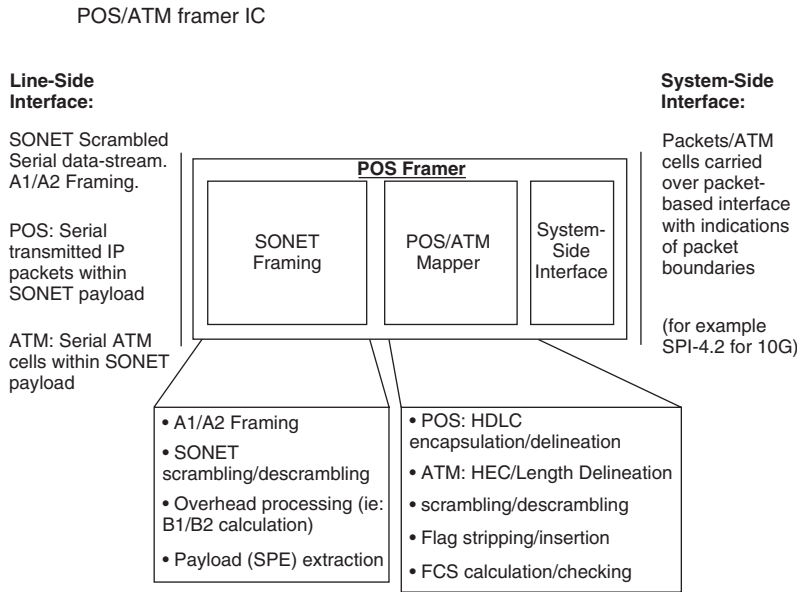 POS/ATM framer IC
Line-Side
Interface:
SONET Scrambled
Serial data-stream.
A1/A2 Framing.
POS: Serial
transmitted IP
packets within
SONET payload
ATM: Serial ATM
cells within SONET
payload
POS Framer
SONET
Framing
POS/ATM
Mapper
System-
Side
Interface
System-Side
Interface:
Packets/ATM
cells carried
over packet-
based interface
with indications
of packet
boundaries
(for example
SPI-4.2 for 10G)
• A1/A2 Framing
• SONET
scrambling/descrambling
• Overhead processing (ie:
B1/B2 calculation)
• Payload (SPE) extraction
• POS: HDLC
encapsulation/delineation
• ATM: HEC/Length Delineation
• scrambling/descrambling
• Flag stripping/insertion
• FCS calculation/checking